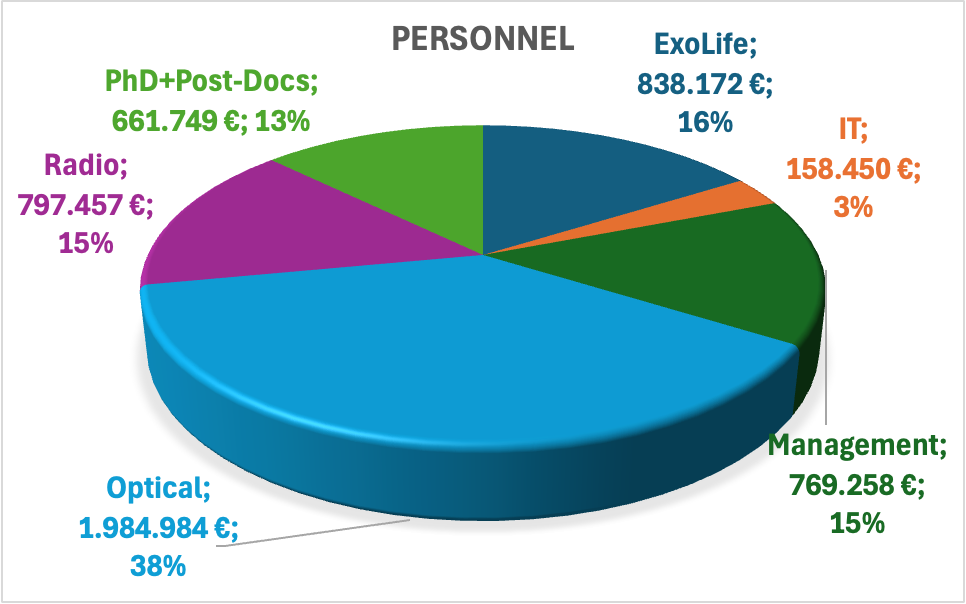 PERSONNEL
ExoLife;
838.172 €;
16%
IT;
158.450 €;
3%
Management;
769.258 €;
15%
Optical;
1.984.984 €;
38%
Radio;
797.457 €;
15%
PhD+Post-Docs;
661.749 €; 13%